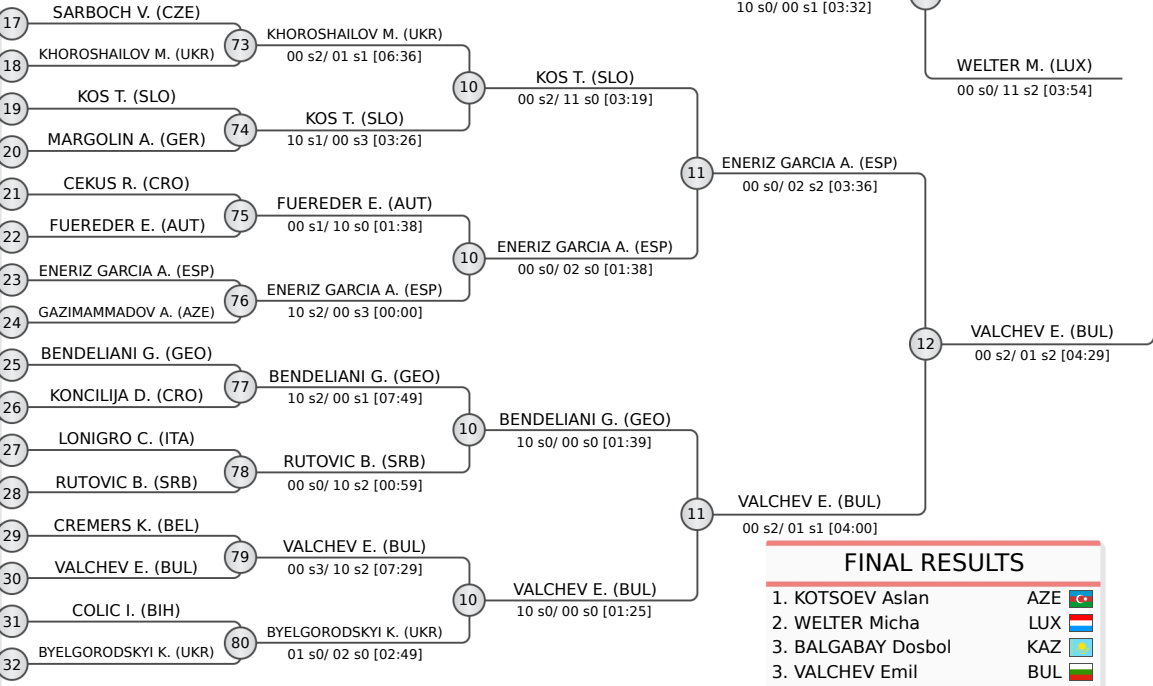 10 s0/ 00 s1 [03:32]
WELTER M. (LUX)
00 s0/ 11 s2 [03:54]
17
SARBOCH V. (CZE)
18
KHOROSHAILOV M. (UKR)
73
KHOROSHAILOV M. (UKR)
00 s2/ 01 s1 [06:36]
19
KOS T. (SLO)
20
MARGOLIN A. (GER)
74
KOS T. (SLO)
10 s1/ 00 s3 [03:26]
10
KOS T. (SLO)
00 s2/ 11 s0 [03:19]
21
CEKUS R. (CRO)
22
FUEREDER E. (AUT)
75
FUEREDER E. (AUT)
00 s1/ 10 s0 [01:38]
23
ENERIZ GARCIA A. (ESP)
24
GAZIMAMMADOV A. (AZE)
76
ENERIZ GARCIA A. (ESP)
10 s2/ 00 s3 [00:00]
10
ENERIZ GARCIA A. (ESP)
00 s0/ 02 s0 [01:38]
11
ENERIZ GARCIA A. (ESP)
00 s0/ 02 s2 [03:36]
25
BENDELIANI G. (GEO)
26
KONCILIJA D. (CRO)
77
BENDELIANI G. (GEO)
10 s2/ 00 s1 [07:49]
27
LONIGRO C. (ITA)
28
RUTOVIC B. (SRB)
78
RUTOVIC B. (SRB)
00 s0/ 10 s2 [00:59]
10
BENDELIANI G. (GEO)
10 s0/ 00 s0 [01:39]
29
CREMERS K. (BEL)
30
VALCHEV E. (BUL)
79
VALCHEV E. (BUL)
00 s3/ 10 s2 [07:29]
31
COLIC I. (BIH)
32
BYELGORODSKYI K. (UKR)
80
BYELGORODSKYI K. (UKR)
01 s0/ 02 s0 [02:49]
10
VALCHEV E. (BUL)
10 s0/ 00 s0 [01:25]
11
VALCHEV E. (BUL)
00 s2/ 01 s1 [04:00]
12
VALCHEV E. (BUL)
00 s2/ 01 s2 [04:29]
FINAL RESULTS
1. KOTSOEV Aslan AZE
2. WELTER Micha LUX
3. BALGABAY Dosbol KAZ
3. VALCHEV Emil BUL